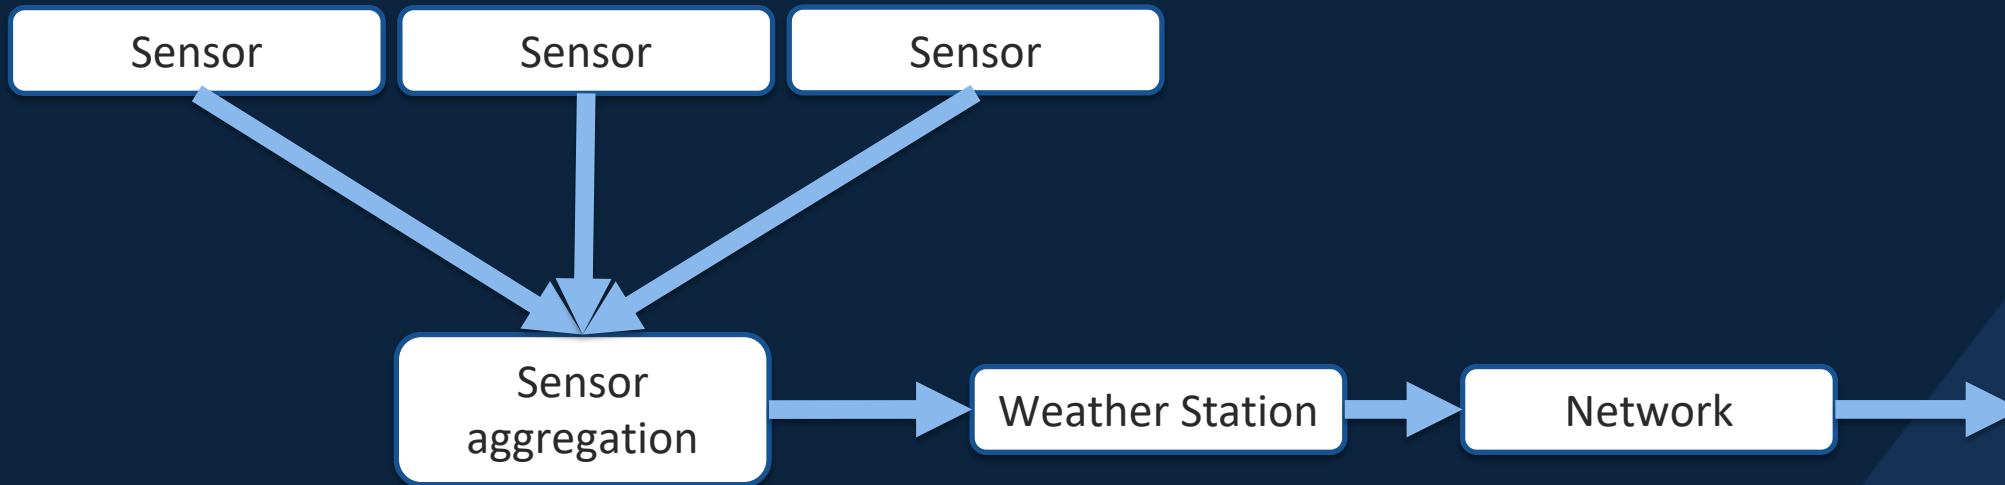 Sensor
Sensor
Sensor
Sensor
aggregation
Weather Station
Network